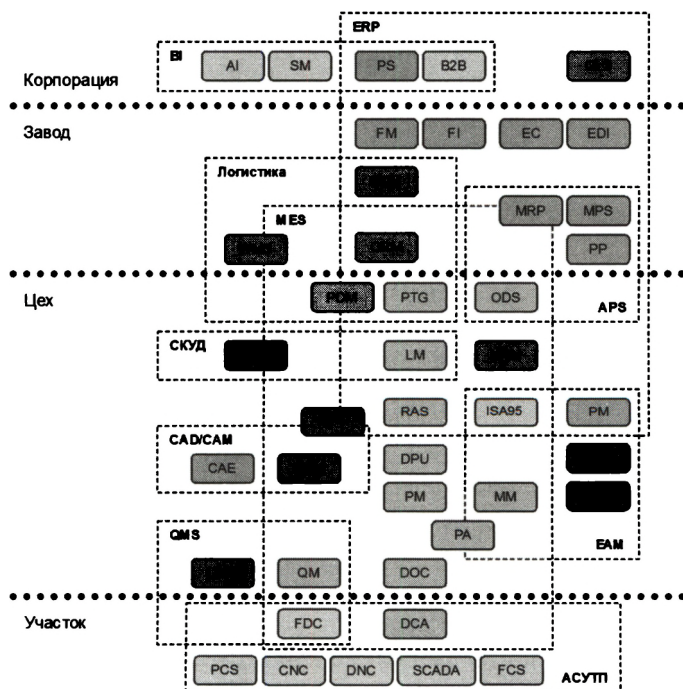 ERP
BI
AI SM PS B2B
Корпорация
Завод
FM FI EC EDI
Логистика
MRP MPS
MES
PP
Цех
PDM PTG ODS
APS
СКУД
LM
RAS ISA95 PM
CAD/CAM
CAE DPU
PM MM
QMS PA EAM
QM DOC
Участок
FDC DCA
PCS CNC DNC SCADA FCS АСУТП